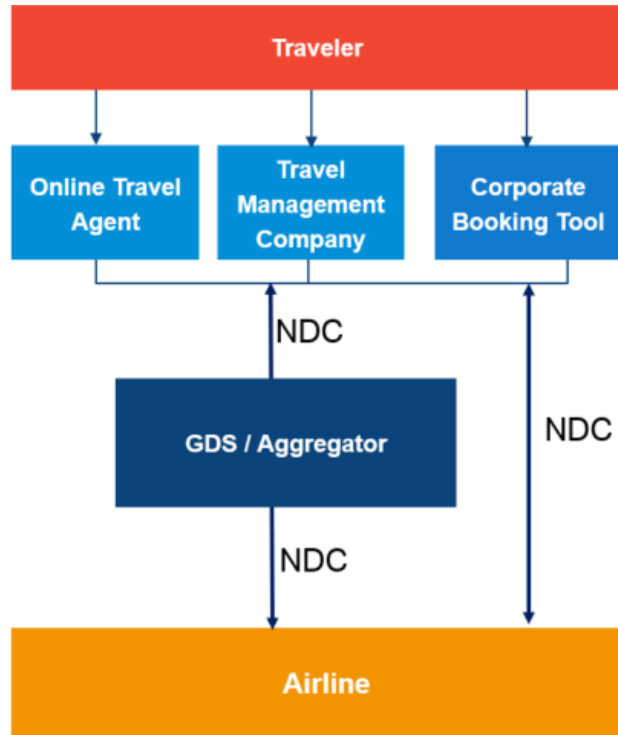 Traveler
Online Travel
Agent
Travel
Management
Company
Corporate
Booking Tool
NDC
GDS / Aggregator
NDC
NDC
Airline